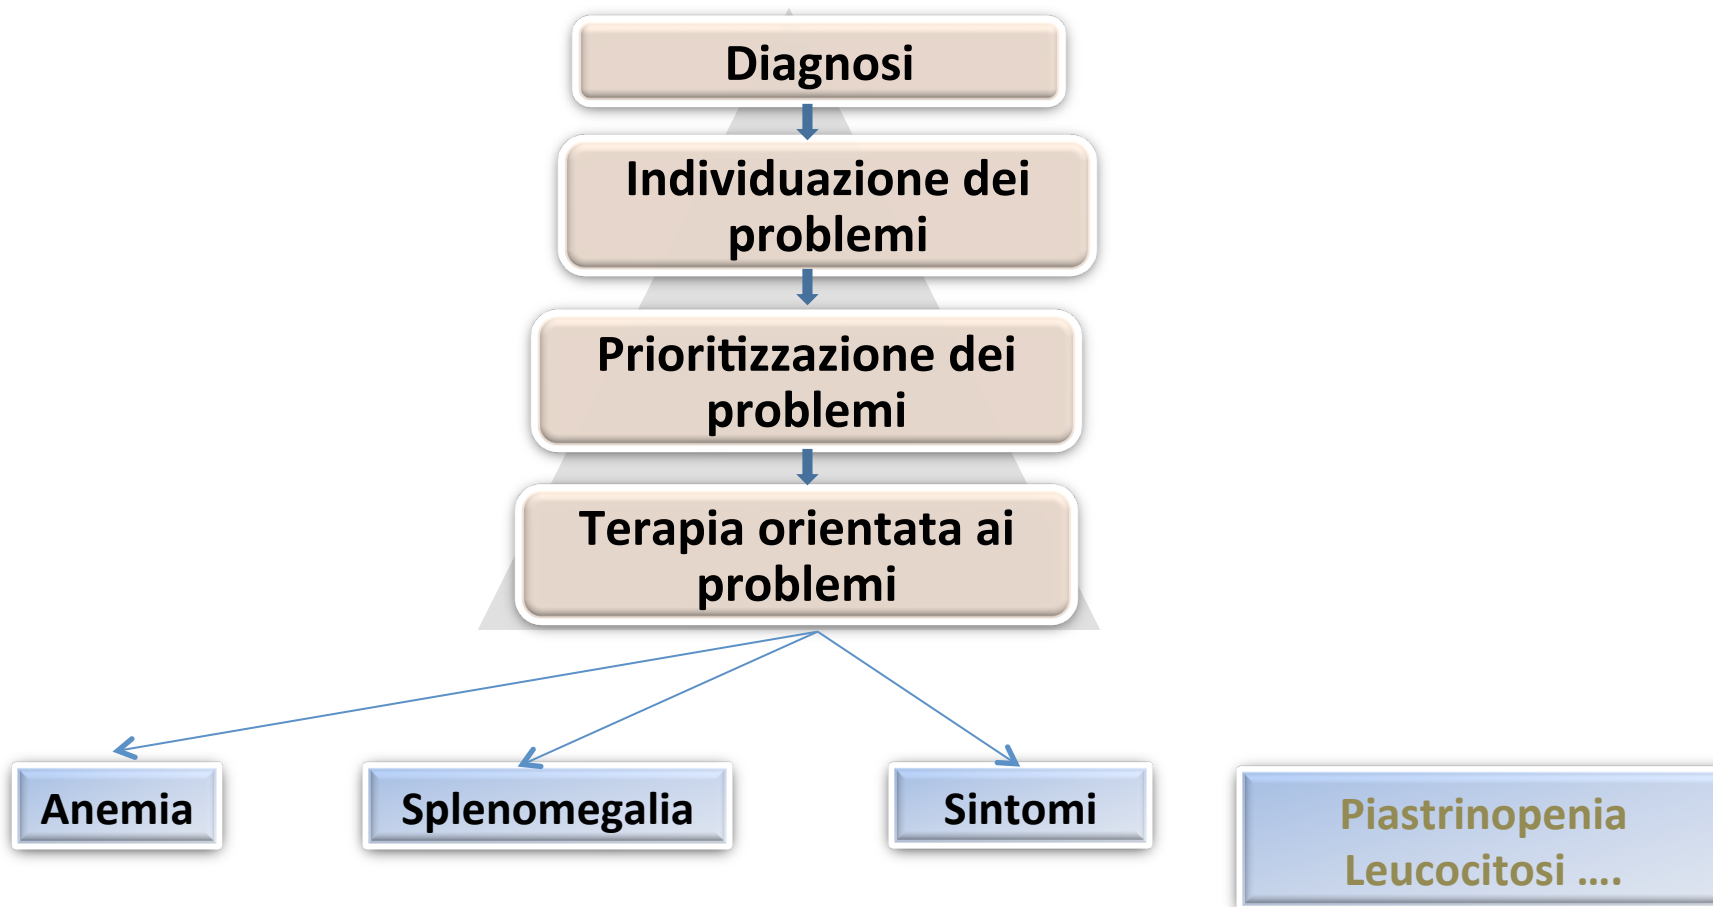 Diagnosi
Individuazione dei
problemi
Prioritizzazione dei
problemi
Terapia orientata ai
problemi
Anemia
Splenomegalia
Sintomi
Piastrinopenia
Leucocitosi ....